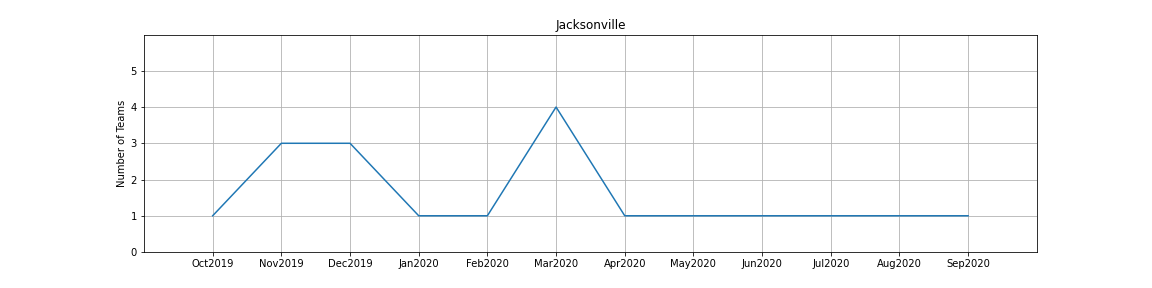 Jacksonville
Number of Teams
5
4
3
2
1
0
Oct2019 Nov2019 Dec2019 Jan2020 Feb2020 Mar2020 Apr2020 May2020 Jun2020 Jul2020 Aug2020 Sep2020